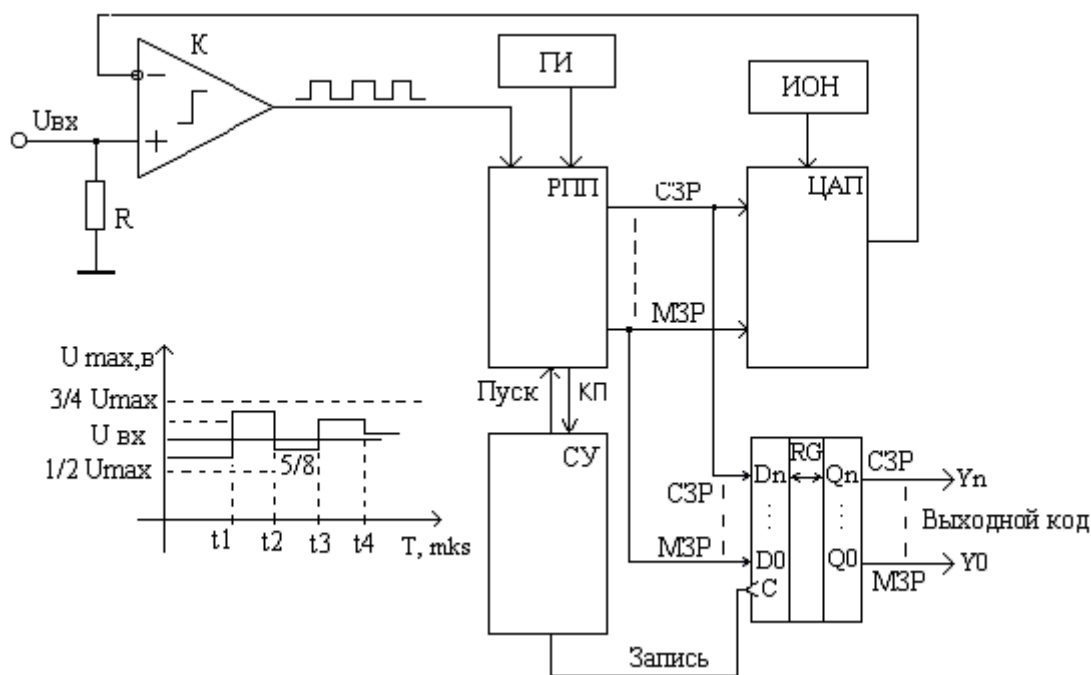 К
ГИ
ИОН
Uвх
−
+
R
РПП
СЗР
ЦАП
МЗР
U max,в
3/4 Umax
U вх
1/2 Umax
5/8
t1
t2
t3
t4
T, mks
Пуск
КП
СУ
СЗР
МЗР
Dn
RG
Qn
D0
Q0
C
СЗР
Yn
Выходной код
Y0
МЗР
Запись